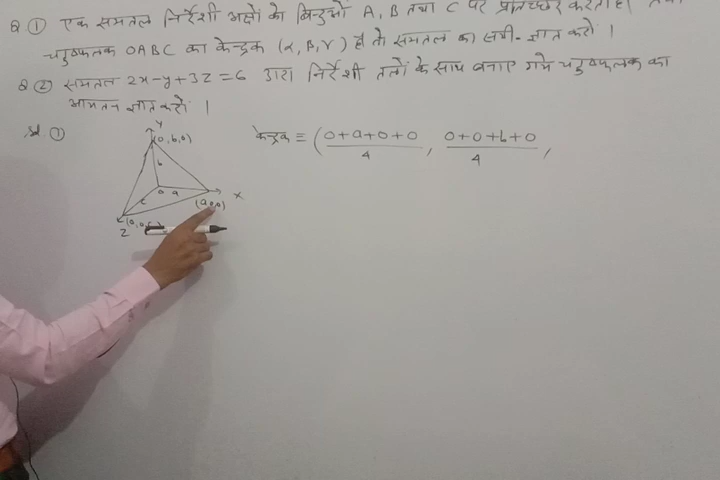 Q ① एक समतल निर्देशी अक्षों को बिन्दुओं A, B तथा C पर प्रतिच्छेद करता है।
चतुष्फलक OABC का केन्द्रक (α, β, γ) है तो समतल का समी. ज्ञात करो।
Q ② समतल 2x-y+3z=6 द्वारा निर्देशी तलों के साथ बनाए गये चतुष्फलक का
आयतन ज्ञात करो।
Sol ①
y
(0,b,0)
b
0
a
c
x
(a,0,0)
z
केन्द्रक ≡ (0+a+0+0/4, 0+0+b+0/4,